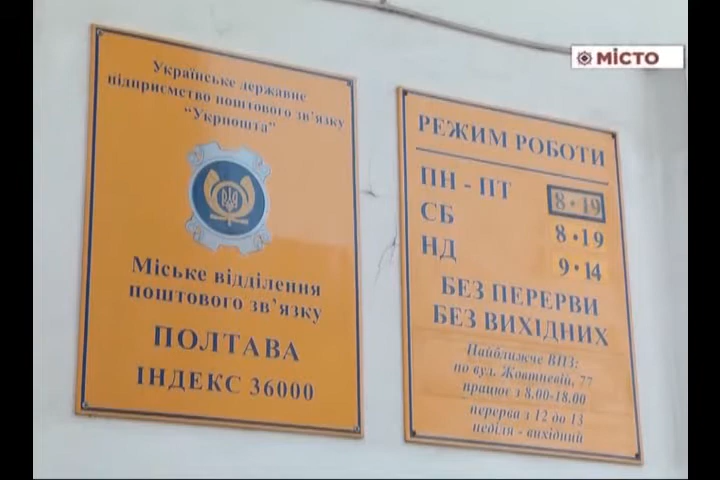 місто
Українське державне
підприємство поштового зв'язку
"Укрпошта"
Міське відділення
поштового зв'язку
ПОЛТАВА
ІНДЕКС 36000
РЕЖИМ РОБОТИ
ПН - ПТ 8·19
СБ 8·19
НД 9·14
БЕЗ ПЕРЕРВИ
БЕЗ ВИХІДНИХ
Найближче ВПЗ:
по вул. Жовтневій, 77
працює з 8.00-18.00
перерва з 12 до 13
неділя - вихідний